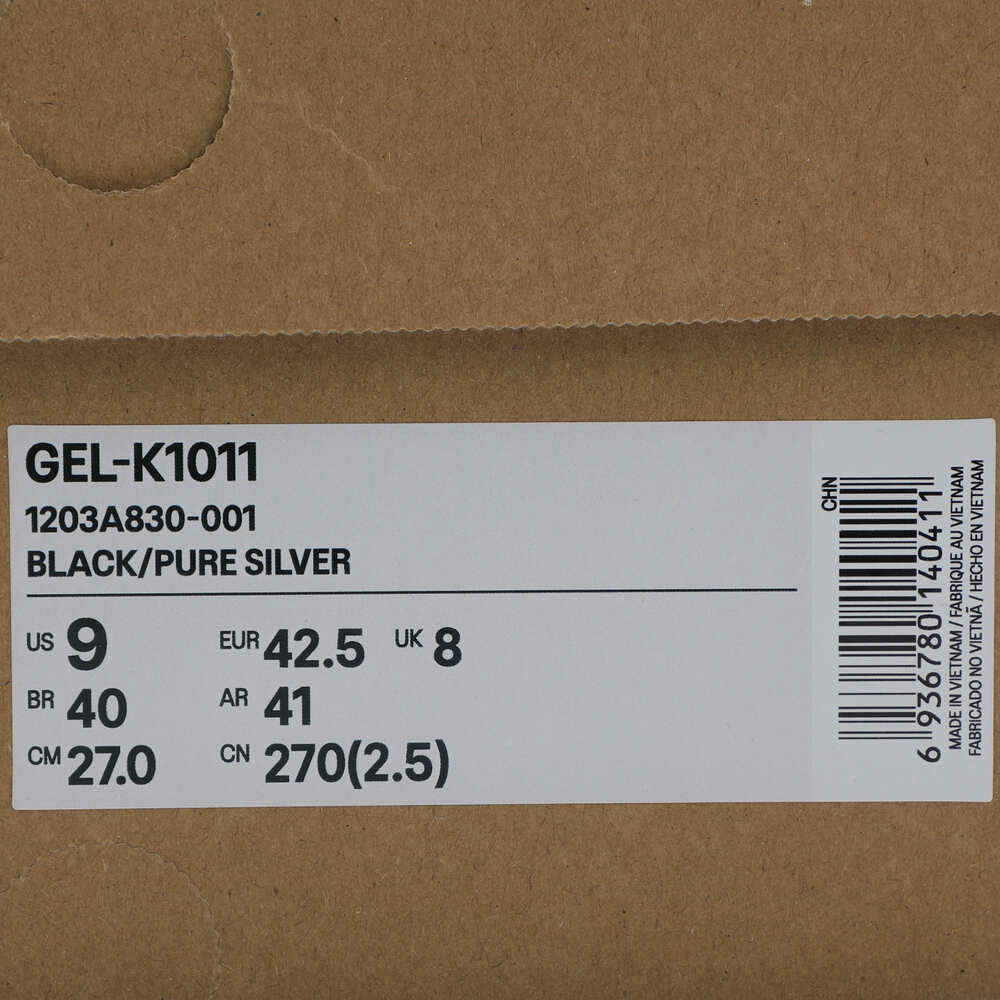 GEL-K1011
1203A830-001
BLACK/PURE SILVER
US 9 EUR 42.5 UK 8
BR 40 AR 41
CM 27.0 CN 270(2.5)
CHN
6 936780 140411
MADE IN VIETNAM / FABRIQUE AU VIETNAM
FABRICADO NO VIETNÃ / HECHO EN VIETNAM